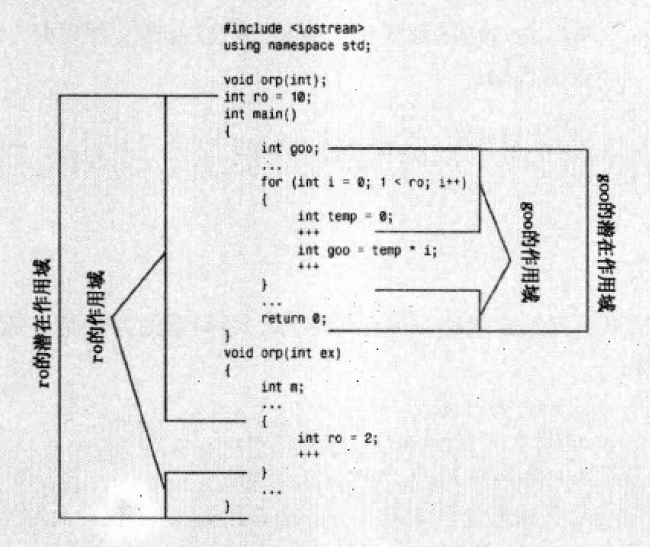 #include <iostream>
using namespace std;
void orp(int);
int ro = 10;
int main()
{
int goo;
...
for (int i = 0; 1 < ro; i++)
{
int temp = 0;
+++
int goo = temp * i;
+++
}
...
return 0;
}
void orp(int ex)
{
int m;
...
{
int ro = 2;
+++
}
...
}
ro的潜在作用域
ro的作用域
goo的作用域
goo的潜在作用域